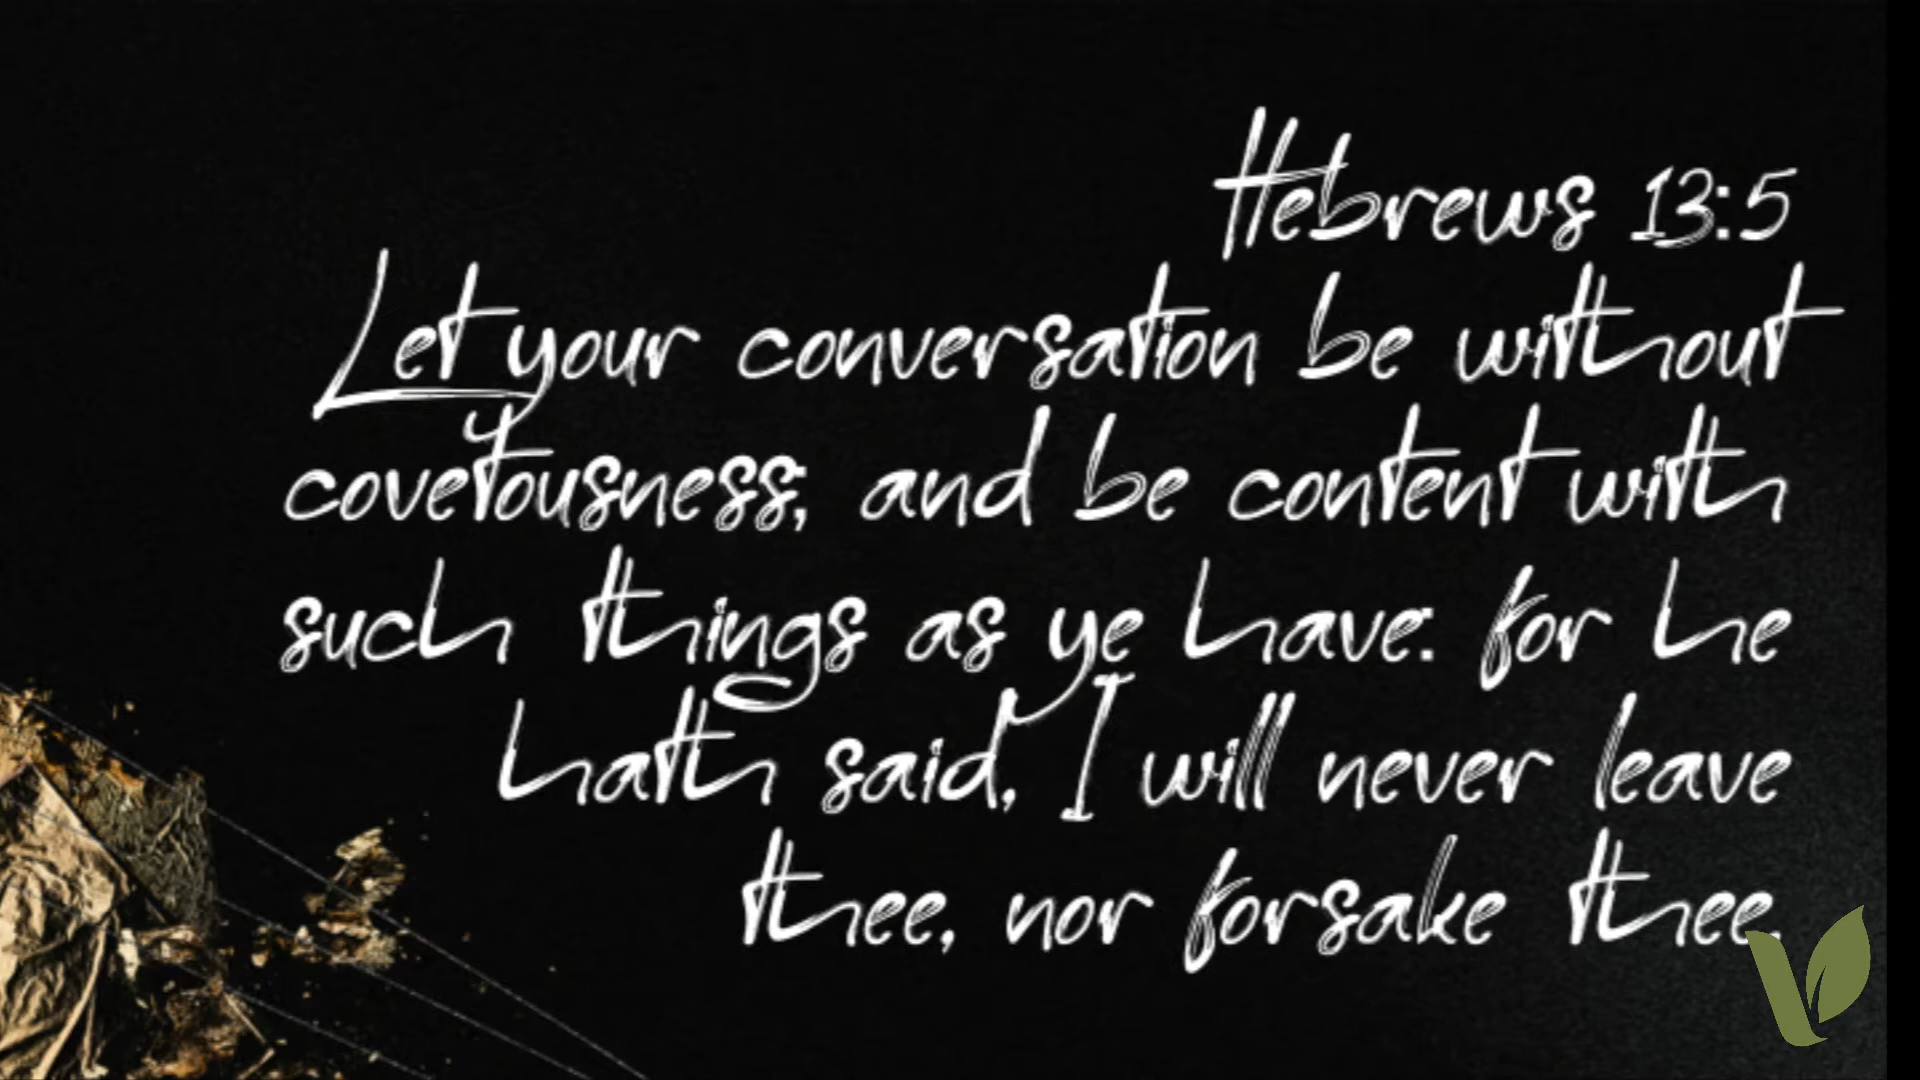 Hebrews 13:5
Let your conversation be without
covetousness; and be content with
such things as ye have: for he
hath said, I will never leave
thee, nor forsake thee.